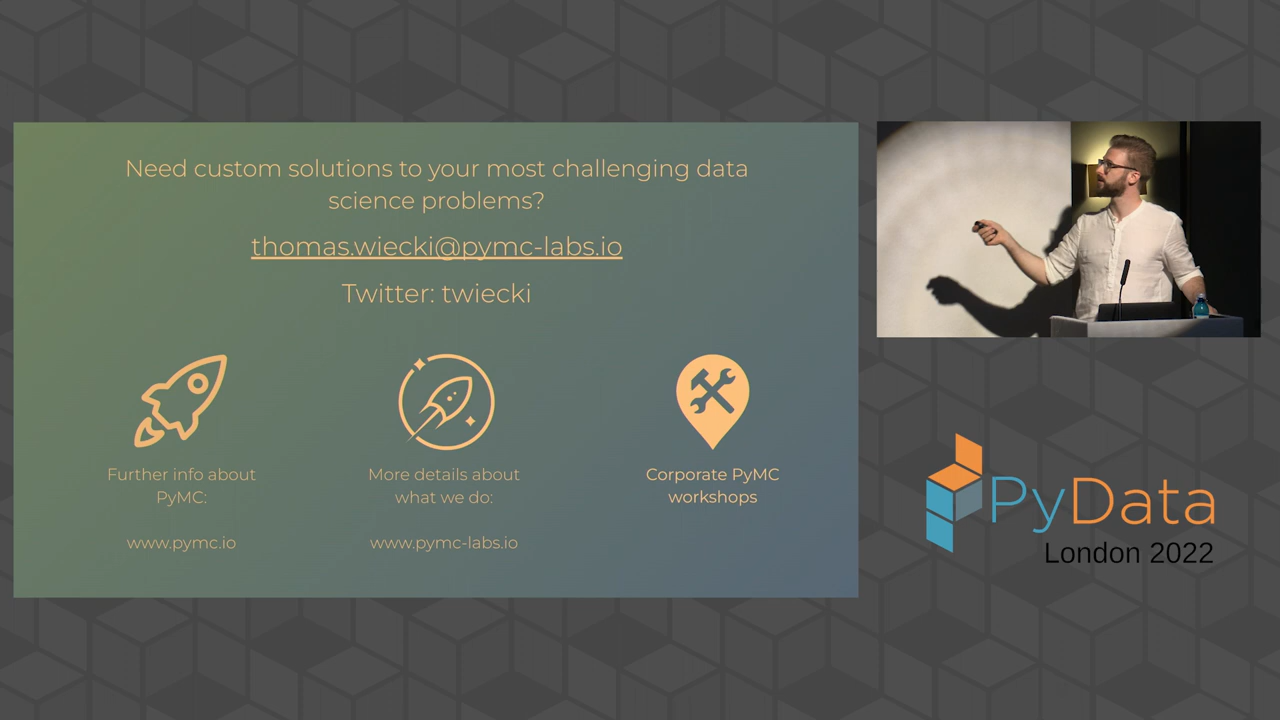 Need custom solutions to your most challenging data
science problems?
thomas.wiecki@pymc-labs.io
Twitter: twiecki
Further info about
PyMC:
www.pymc.io
More details about
what we do:
www.pymc-labs.io
Corporate PyMC
workshops
PyData
London 2022